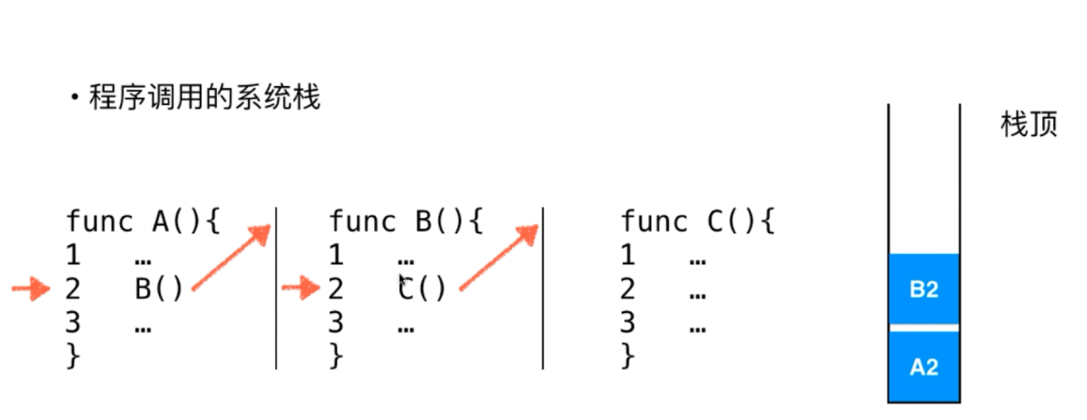 •程序调用的系统栈
栈顶
func A(){
1 …
2 B()
3 …
}
func B(){
1 …
2 C()
3 …
}
func C(){
1 …
2 …
3 …
}
B2
A2